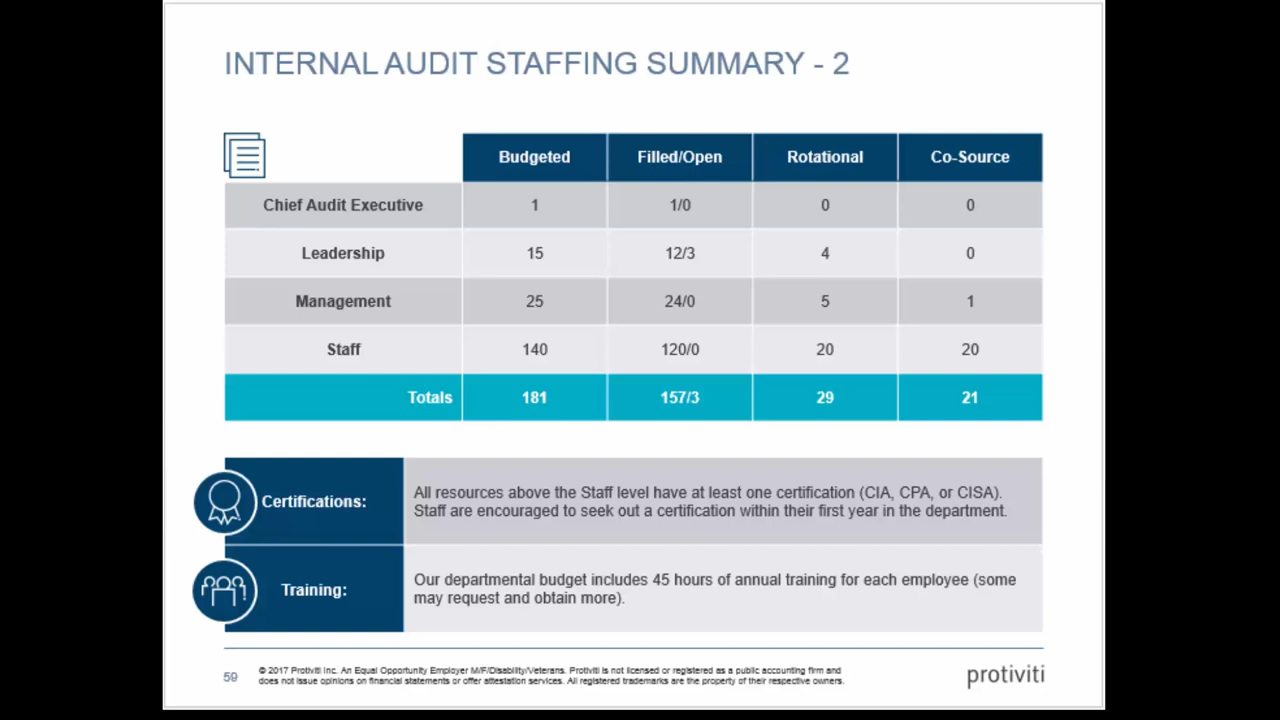 INTERNAL AUDIT STAFFING SUMMARY - 2
Budgeted Filled/Open Rotational Co-Source
Chief Audit Executive 1 1/0 0 0
Leadership 15 12/3 4 0
Management 25 24/0 5 1
Staff 140 120/0 20 20
Totals 181 157/3 29 21
Certifications:
All resources above the Staff level have at least one certification (CIA, CPA, or CISA).
Staff are encouraged to seek out a certification within their first year in the department.
Training:
Our departmental budget includes 45 hours of annual training for each employee (some
may request and obtain more).
59
© 2017 Protiviti Inc. An Equal Opportunity Employer M/F/Disability/Veterans. Protiviti is not licensed or registered as a public accounting firm and
does not issue opinions on financial statements or offer attestation services. All registered trademarks are the property of their respective owners.
protiviti